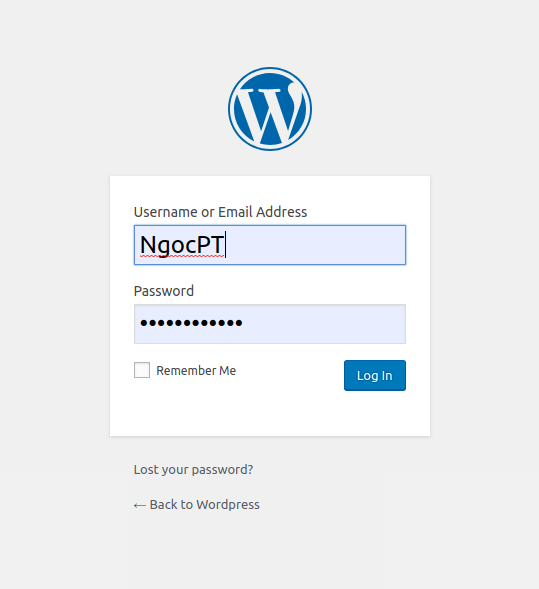 Username or Email Address
NgocPT
Password
••••••••••••
Remember Me
Log In
Lost your password?
← Back to Wordpress